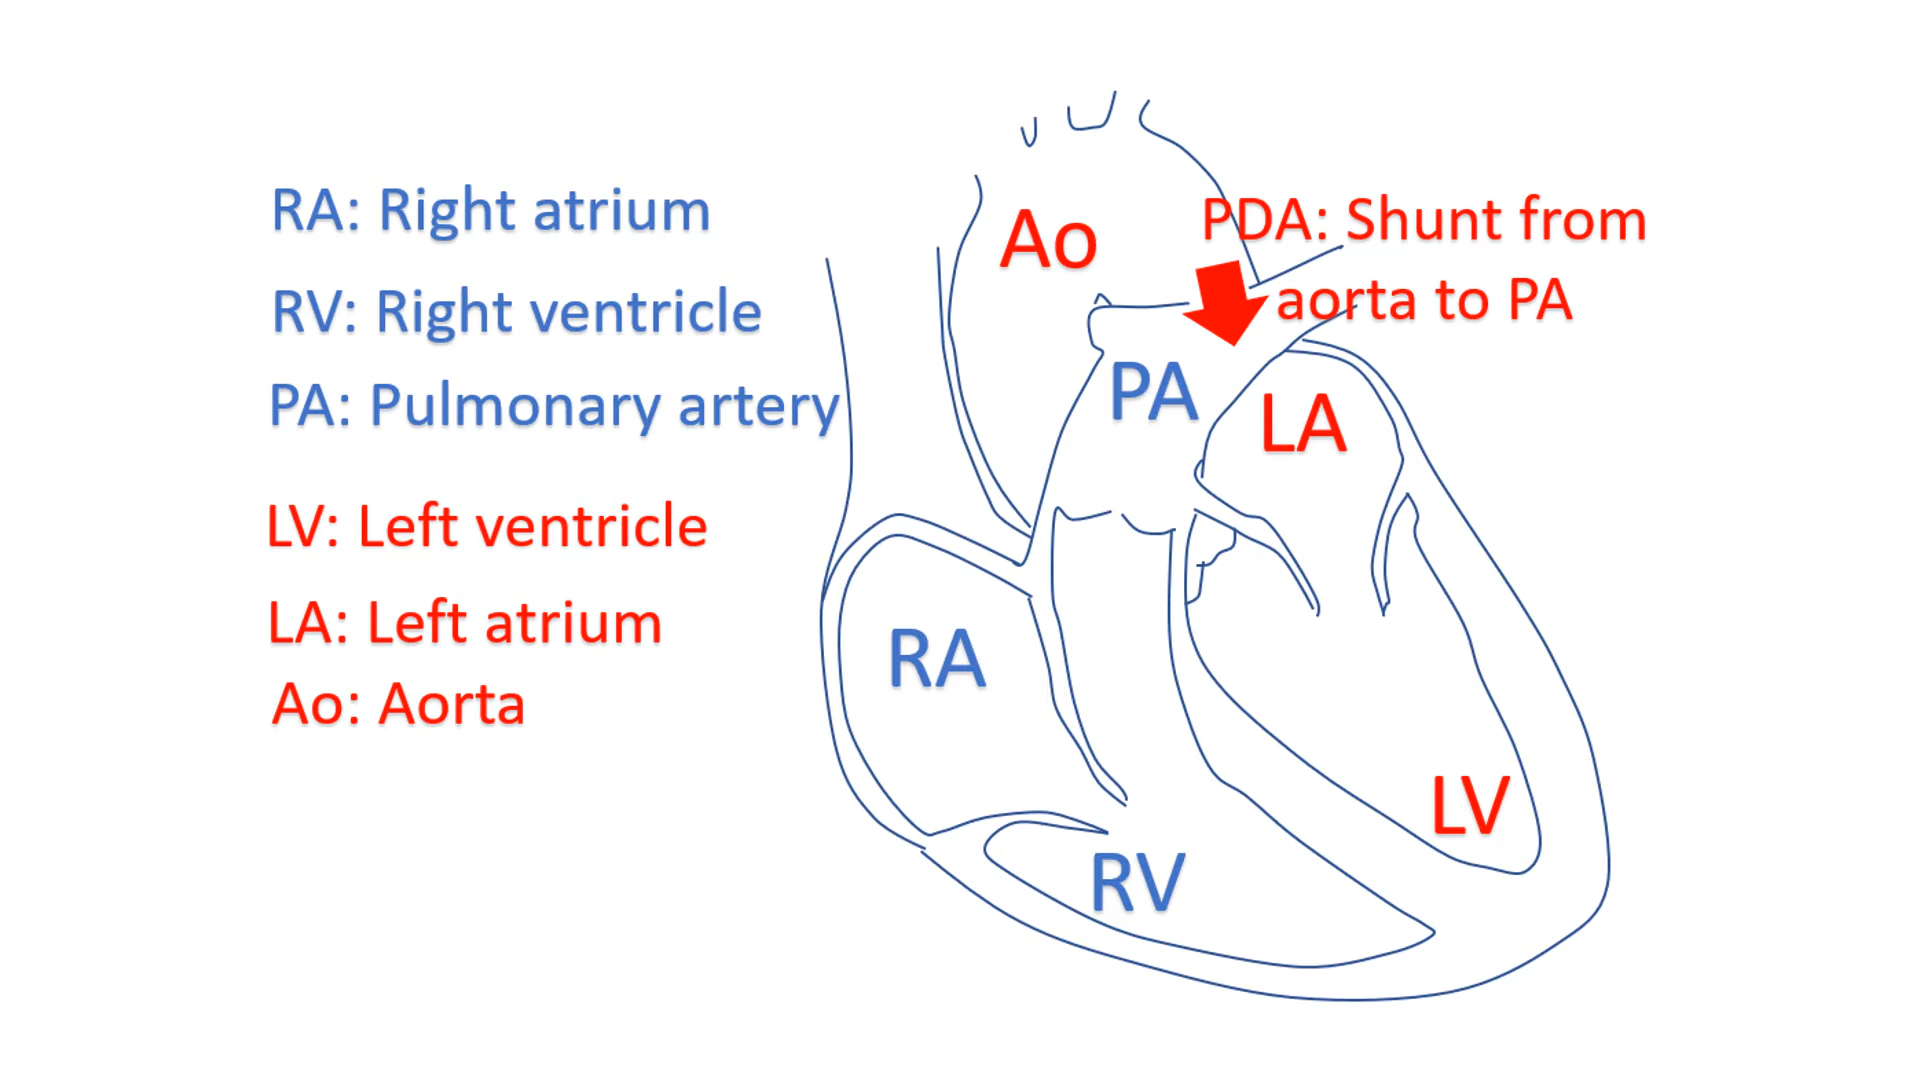 RA: Right atrium
RV: Right ventricle
PA: Pulmonary artery
LV: Left ventricle
LA: Left atrium
Ao: Aorta
Ao
PDA: Shunt from
aorta to PA
PA
LA
RA
LV
RV